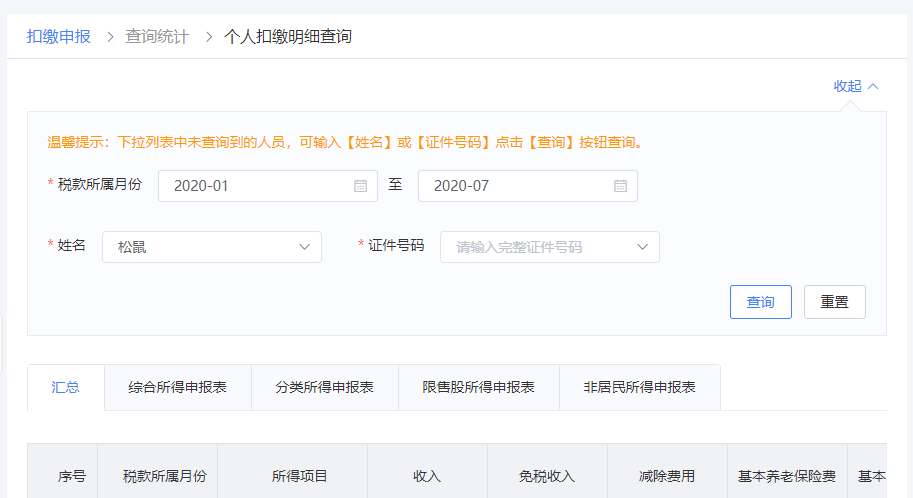 扣缴申报 > 查询统计 > 个人扣缴明细查询
收起
温馨提示：下拉列表中未查询到的人员，可输入【姓名】或【证件号码】点击【查询】按钮查询。
* 税款所属月份 2020-01 至 2020-07
* 姓名 松鼠 * 证件号码 请输入完整证件号码
查询 重置
汇总 综合所得申报表 分类所得申报表 限售股所得申报表 非居民所得申报表
序号 税款所属月份 所得项目 收入 免税收入 减除费用 基本养老保险费 基本